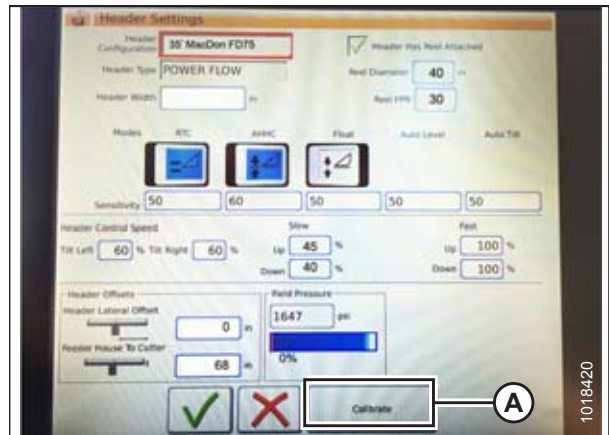 Header Settings
Header Configuration 35' MacDon FD75 Header Has Reel Attached
Header Type POWER FLOW Reel Diameter 40 in
Header Width in Reel PPR 30
Modes RTC AHHC Float Auto Level Auto Tilt
Sensitivity 50 60 50 50 50
Header Control Speed Slow Fast
Tilt Left 60 % Tilt Right 60 % Up 45 % Up 100 %
Down 40 % Down 100 %
Header Offsets Field Pressure
Header Lateral Offset 1647 psi
0 in
Feeder House To Cutter 0%
68 in
Calibrate A
1018420